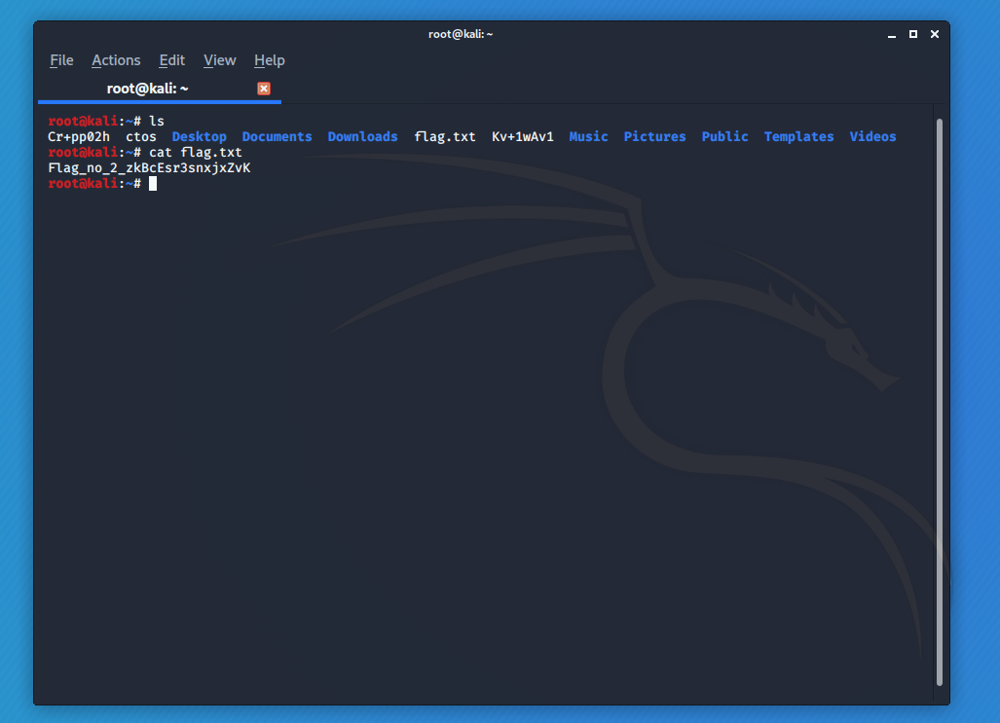 root@kali: ~
File Actions Edit View Help
root@kali: ~
root@kali:~# ls
Cr+pp02h ctos Desktop Documents Downloads flag.txt Kv+1wAv1 Music Pictures Public Templates Videos
root@kali:~# cat flag.txt
Flag_no_2_zkBcEsr3snxjxZvK
root@kali:~#